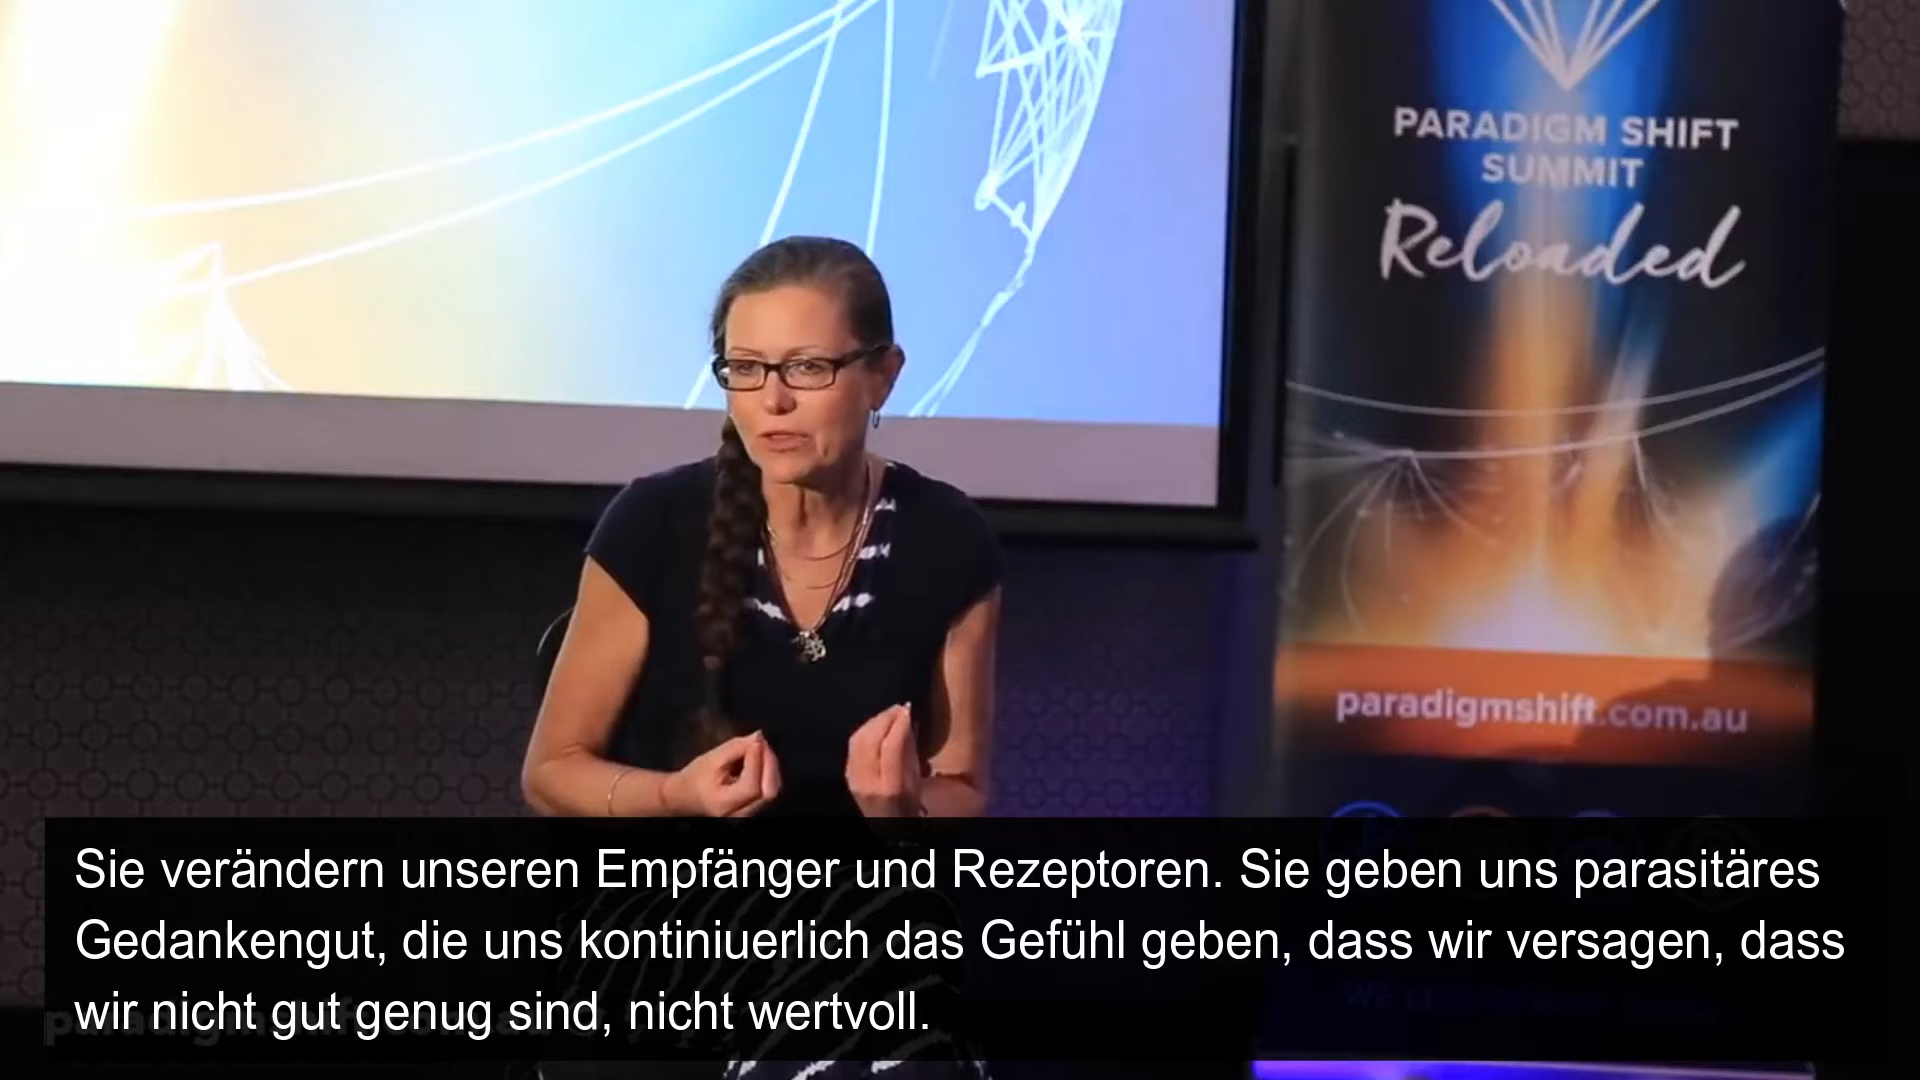 PARADIGM SHIFT
SUMMIT
Reloaded
paradigmshift.com.au
Sie verändern unseren Empfänger und Rezeptoren. Sie geben uns parasitäres
Gedankengut, die uns kontiniuerlich das Gefühl geben, dass wir versagen, dass
wir nicht gut genug sind, nicht wertvoll.